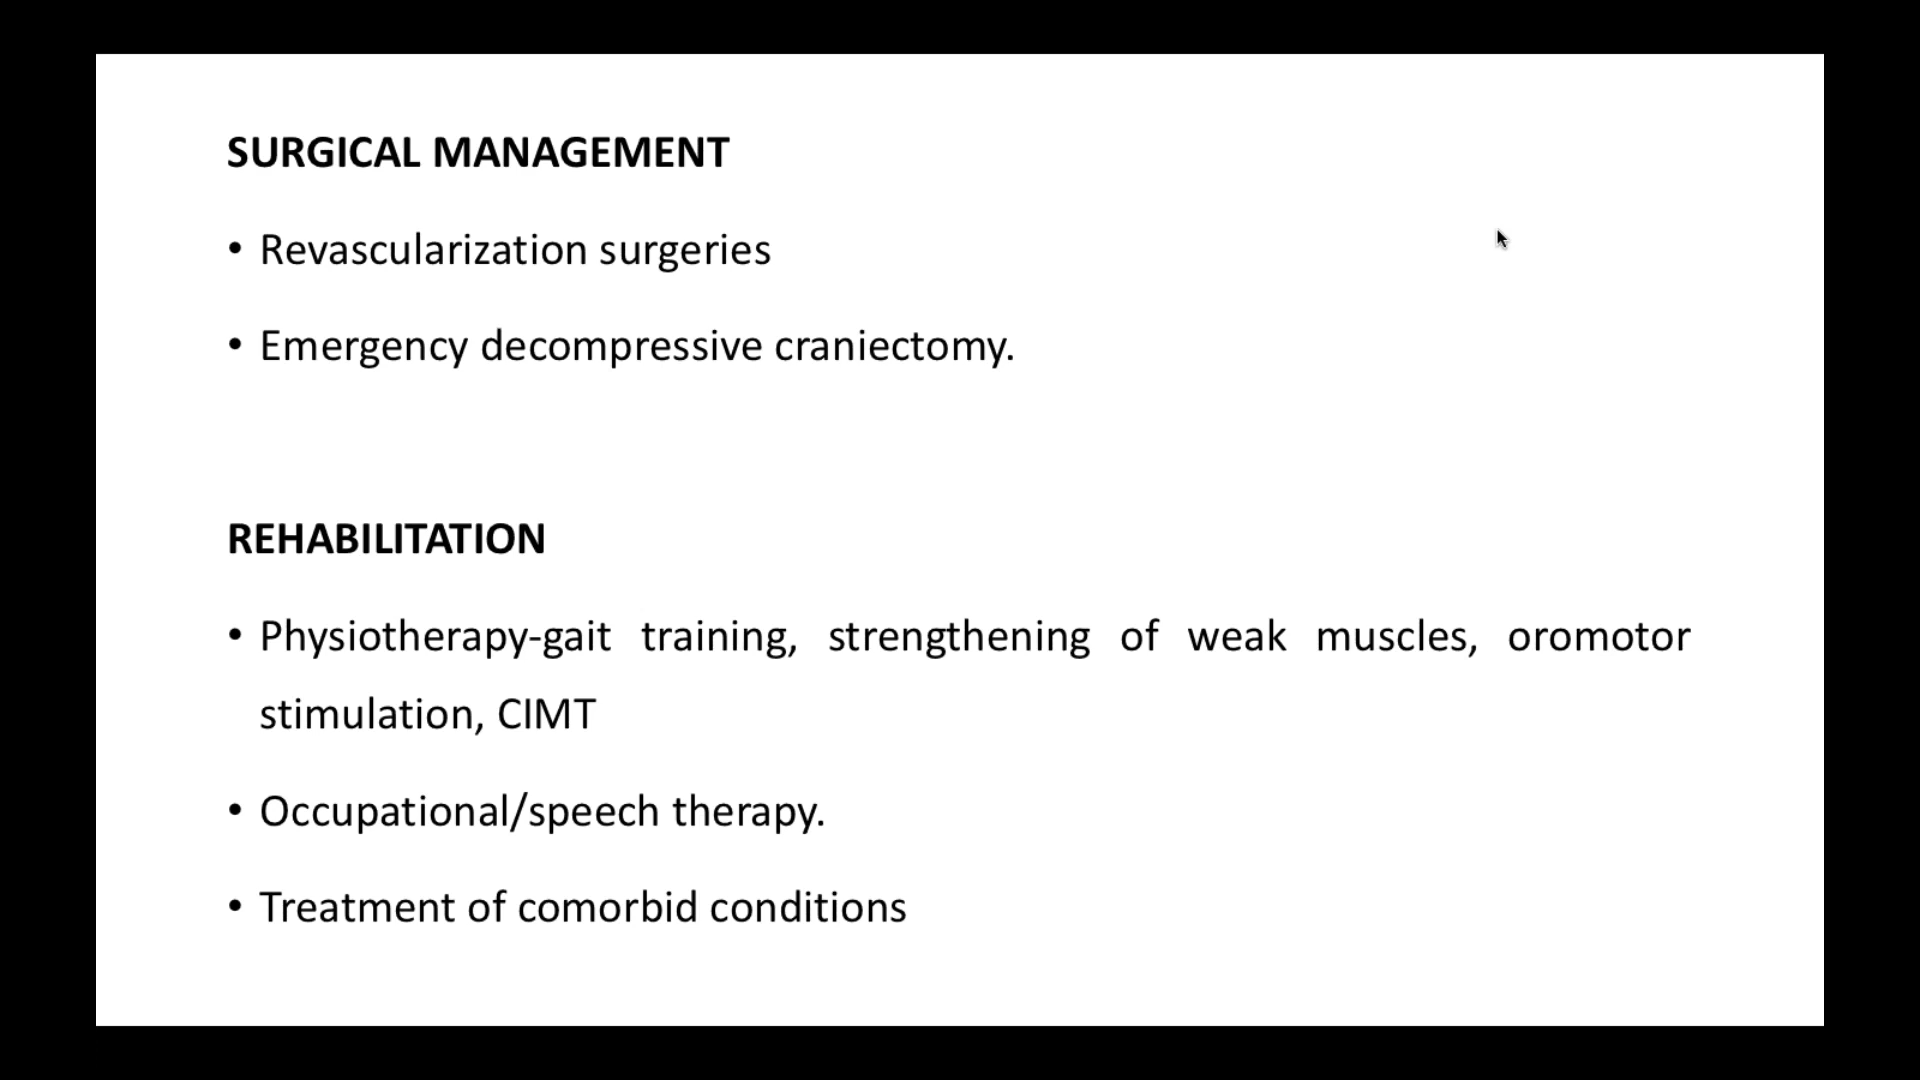 SURGICAL MANAGEMENT
• Revascularization surgeries
• Emergency decompressive craniectomy.
REHABILITATION
• Physiotherapy-gait training, strengthening of weak muscles, oromotor
stimulation, CIMT
• Occupational/speech therapy.
• Treatment of comorbid conditions